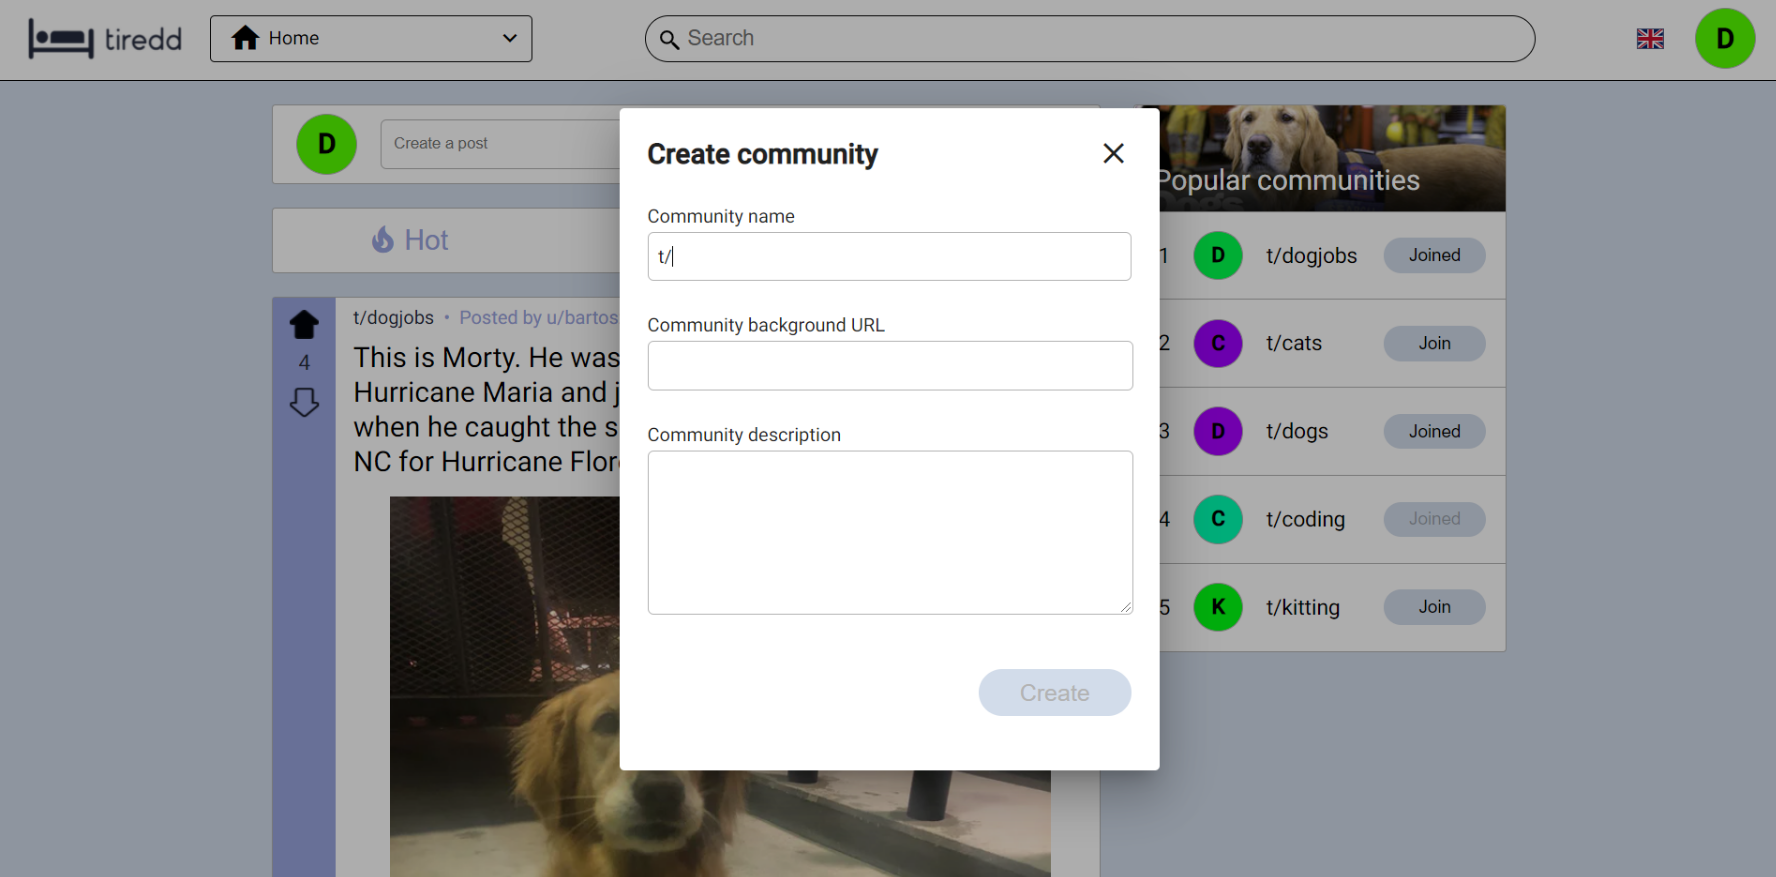 tiredd
Home
Search
D
D
Create a post
Hot
t/dogjobs • Posted by u/bartos
4
This is Morty. He was
Hurricane Maria and j
when he caught the s
NC for Hurricane Flor
Create community
Community name
t/
Community background URL
Community description
Create
Popular communities
1 D t/dogjobs Joined
2 C t/cats Join
3 D t/dogs Joined
4 C t/coding Joined
5 K t/kitting Join